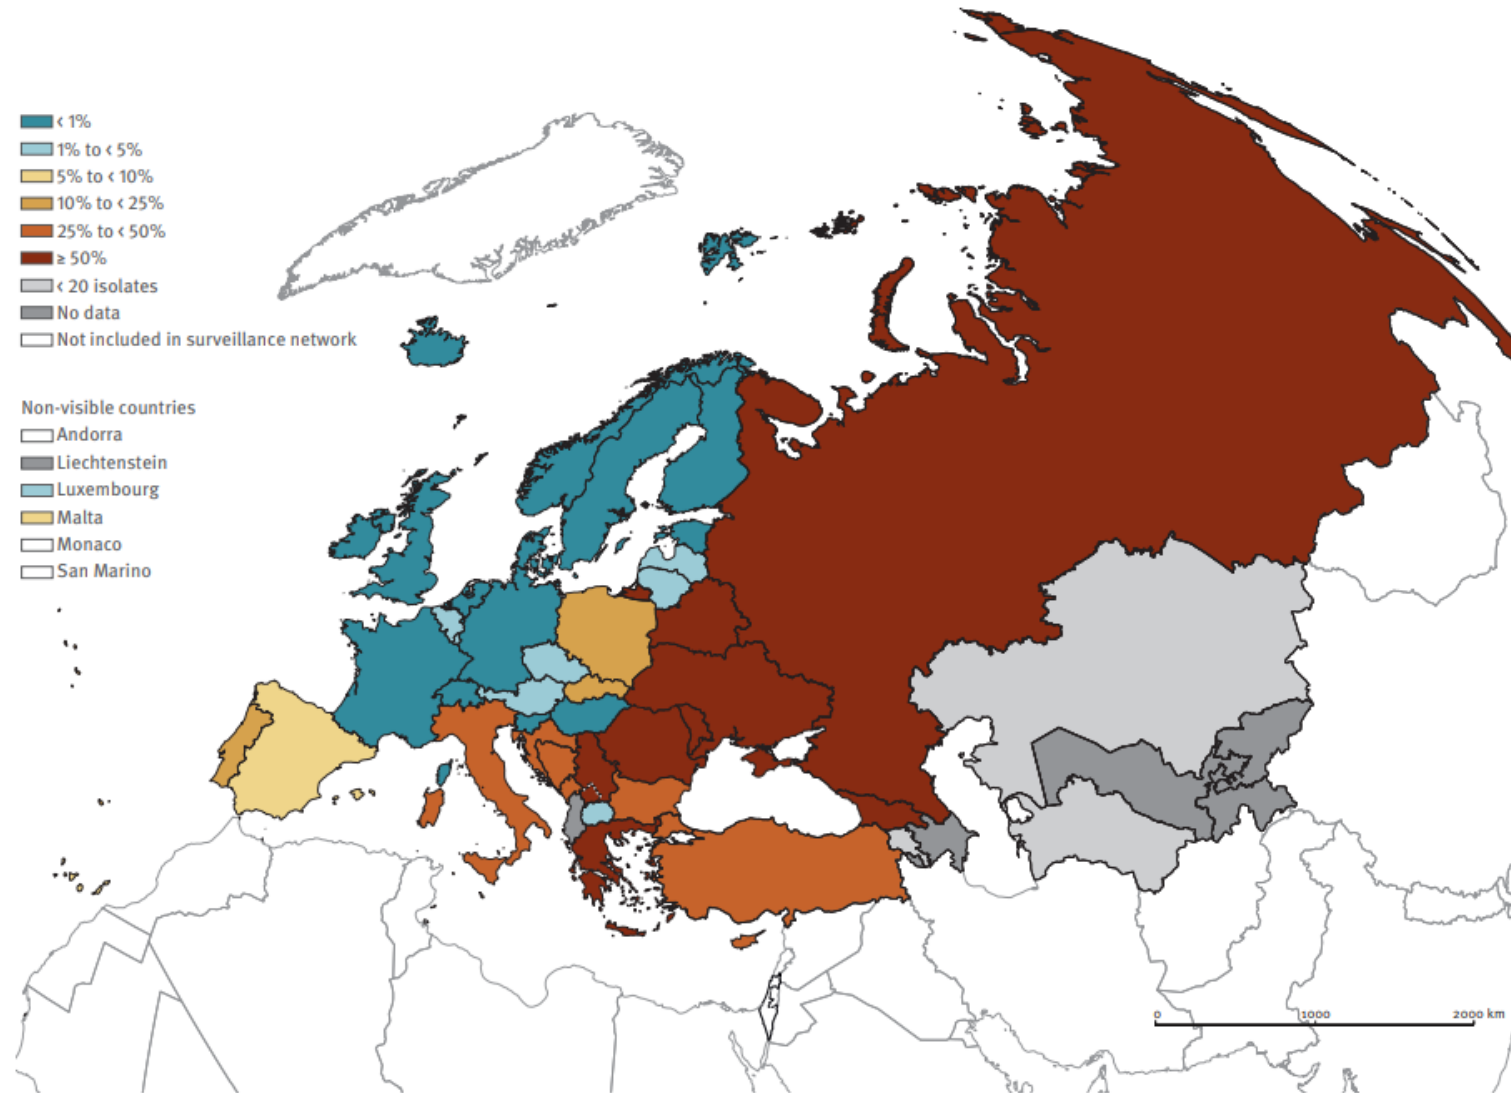 < 1%
1% to < 5%
5% to < 10%
10% to < 25%
25% to < 50%
≥ 50%
< 20 isolates
No data
Not included in surveillance network
Non-visible countries
Andorra
Liechtenstein
Luxembourg
Malta
Monaco
San Marino
0 1000 2000 km